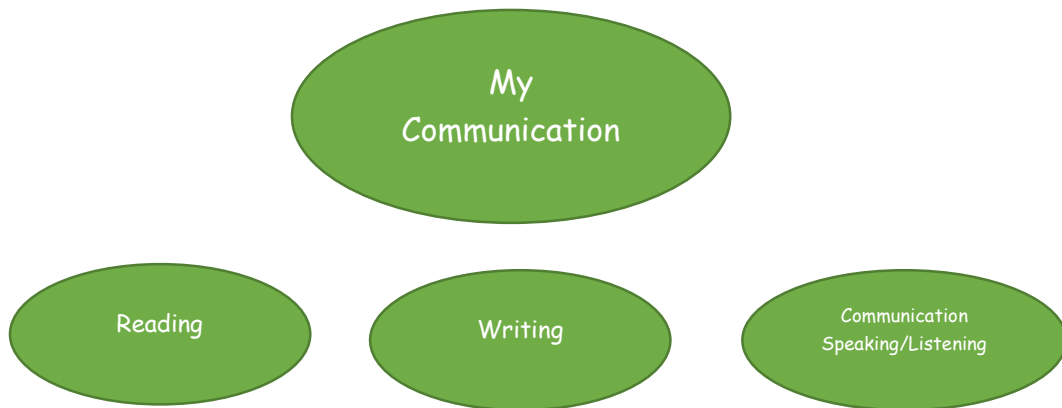 My
Communication
Reading
Writing
Communication
Speaking/Listening